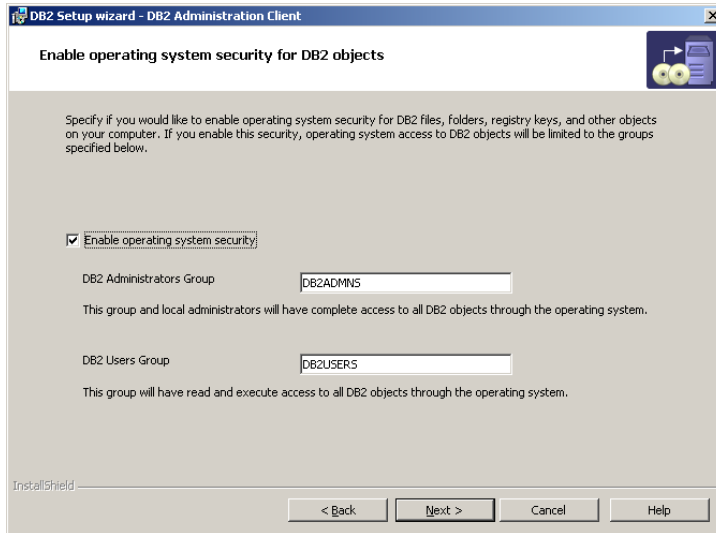 DB2 Setup wizard - DB2 Administration Client
Enable operating system security for DB2 objects
Specify if you would like to enable operating system security for DB2 files, folders, registry keys, and other objects
on your computer. If you enable this security, operating system access to DB2 objects will be limited to the groups
specified below.
Enable operating system security
DB2 Administrators Group
DB2ADMNS
This group and local administrators will have complete access to all DB2 objects through the operating system.
DB2 Users Group
DB2USERS
This group will have read and execute access to all DB2 objects through the operating system.
InstallShield
< Back
Next >
Cancel
Help